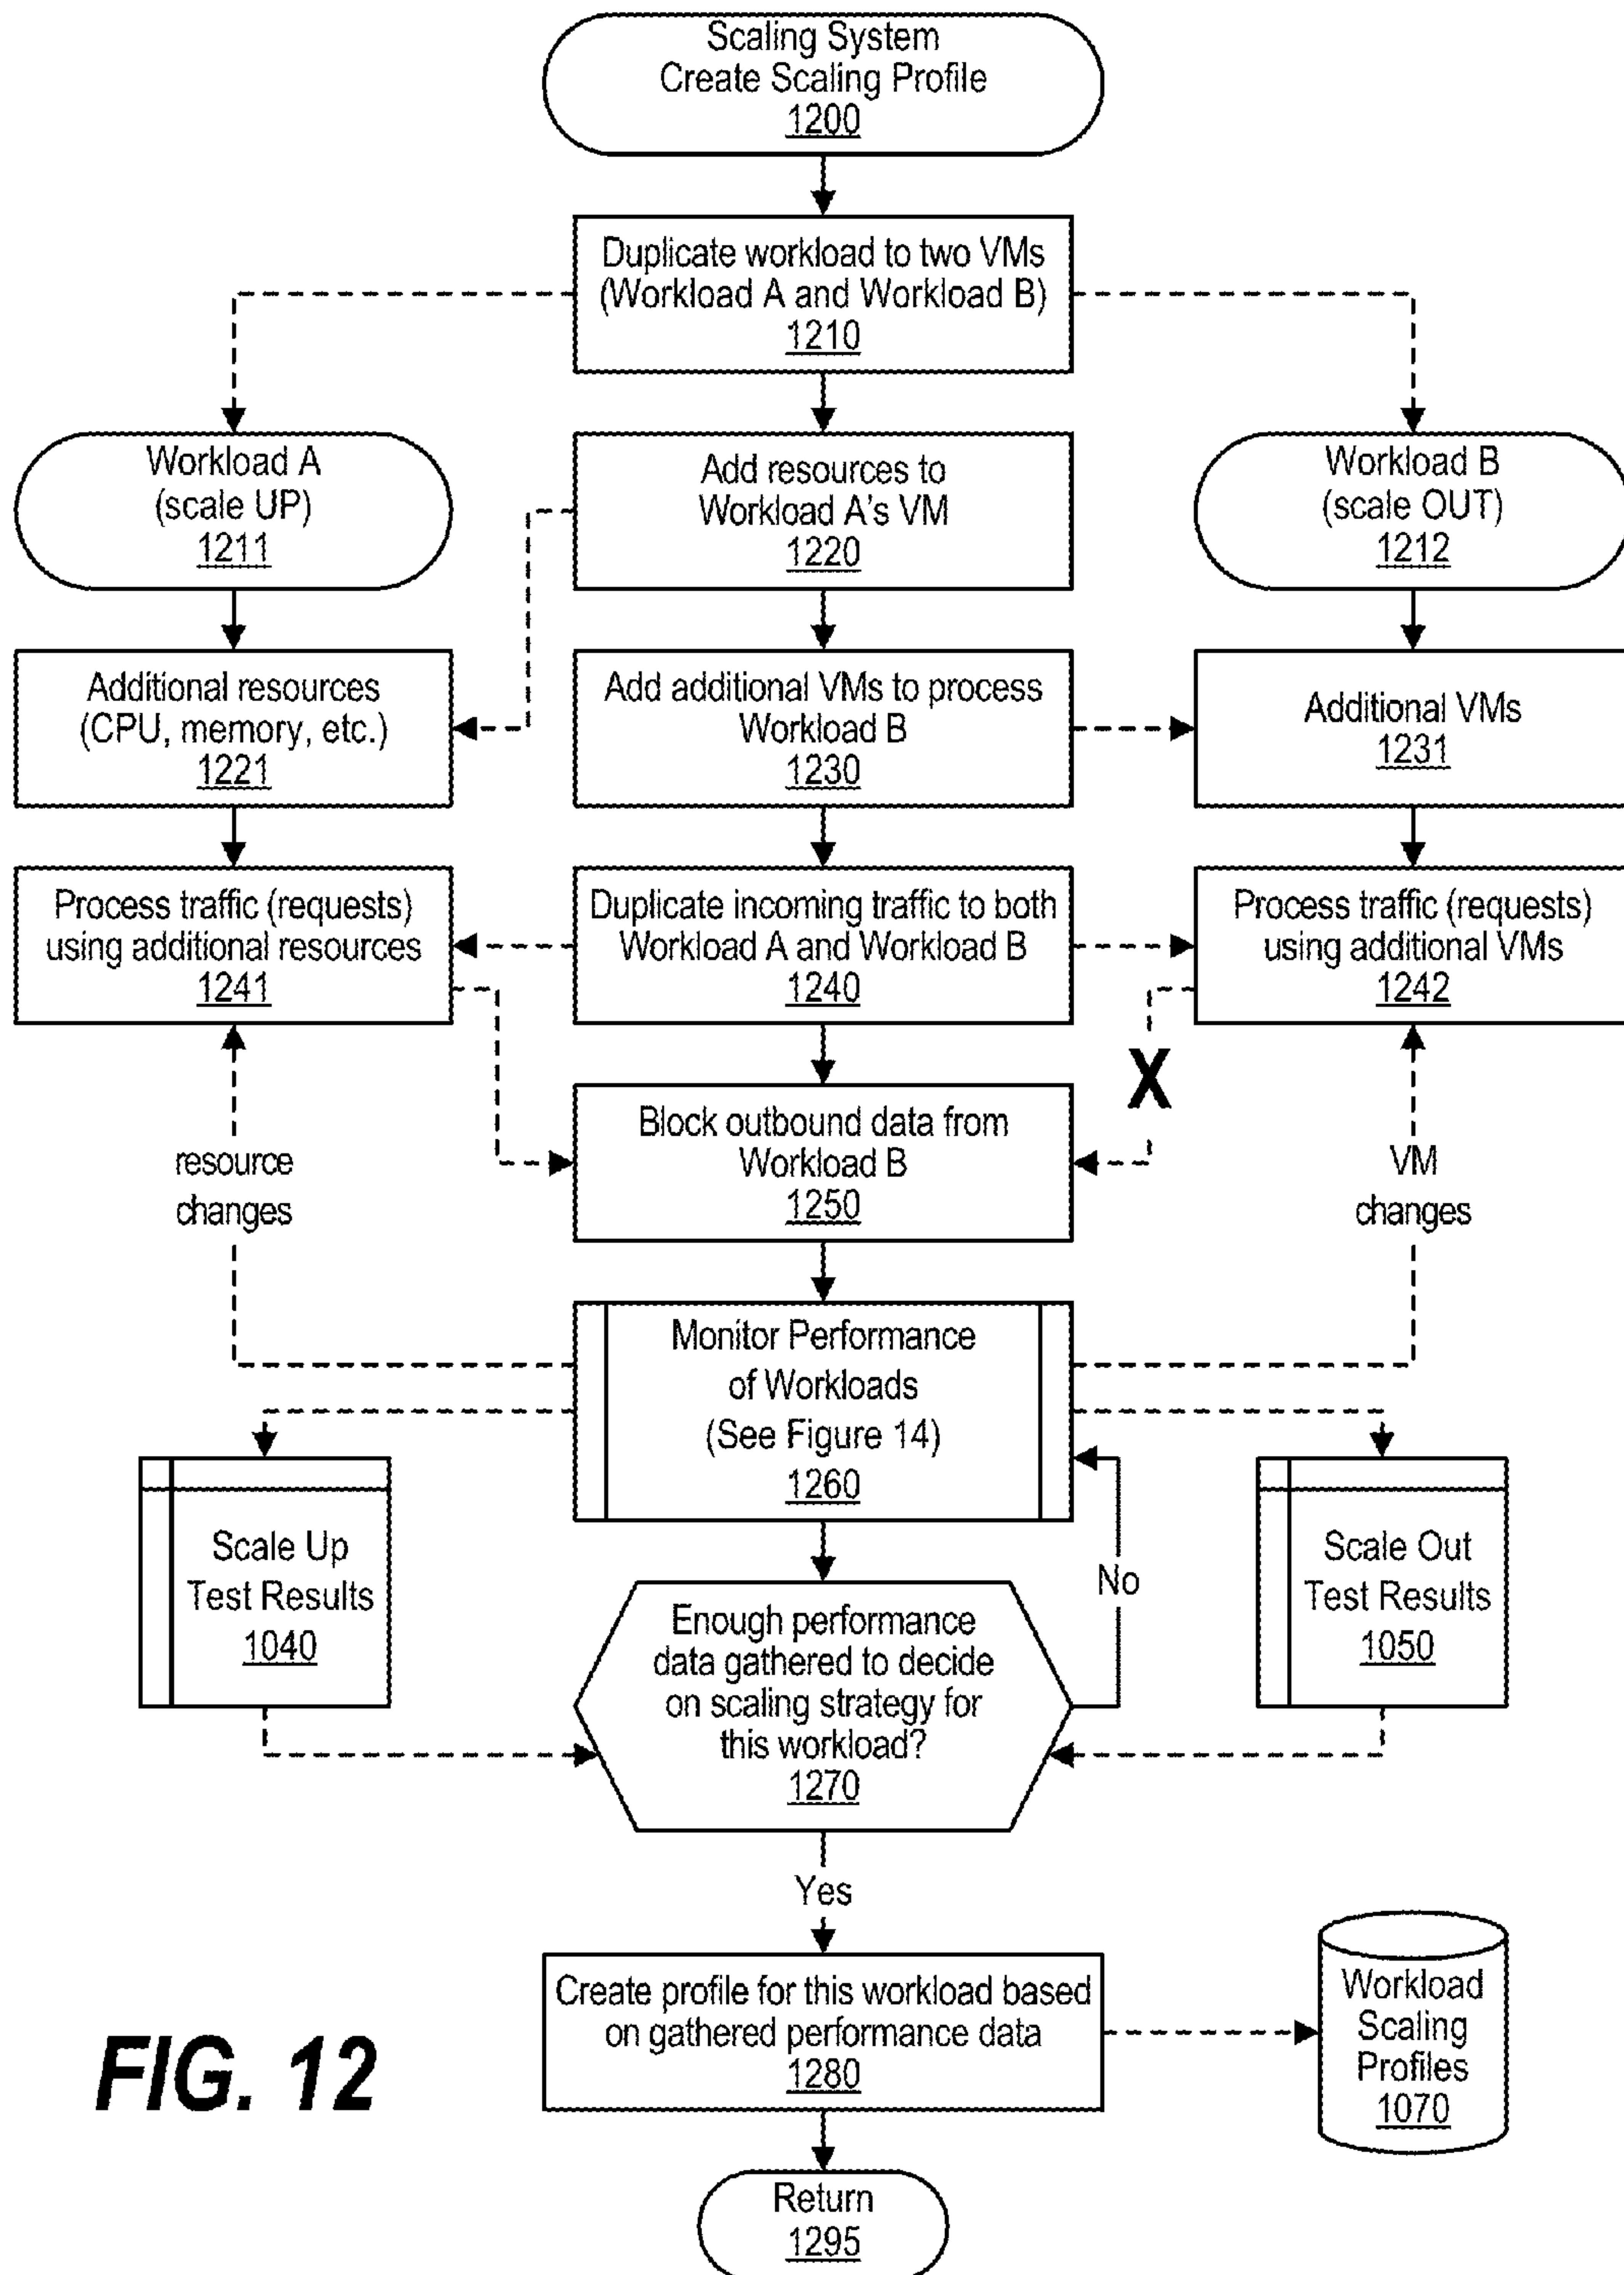 Scaling System
Create Scaling Profile
1200
Duplicate workload to two VMs
(Workload A and Workload B)
1210
Workload A
(scale UP)
1211
Add resources to
Workload A's VM
1220
Workload B
(scale OUT)
1212
Additional resources
(CPU, memory, etc.)
1221
Add additional VMs to process
Workload B
1230
Additional VMs
1231
Process traffic (requests)
using additional resources
1241
Duplicate incoming traffic to both
Workload A and Workload B
1240
Process traffic (requests)
using additional VMs
1242
X
Block outbound data from
Workload B
1250
resource
changes
VM
changes
Monitor Performance
of Workloads
(See Figure 14)
1260
Scale Up
Test Results
1040
No
Scale Out
Test Results
1050
Enough performance
data gathered to decide
on scaling strategy for
this workload?
1270
Yes
Create profile for this workload based
on gathered performance data
1280
Workload
Scaling
Profiles
1070
FIG. 12
Return
1295